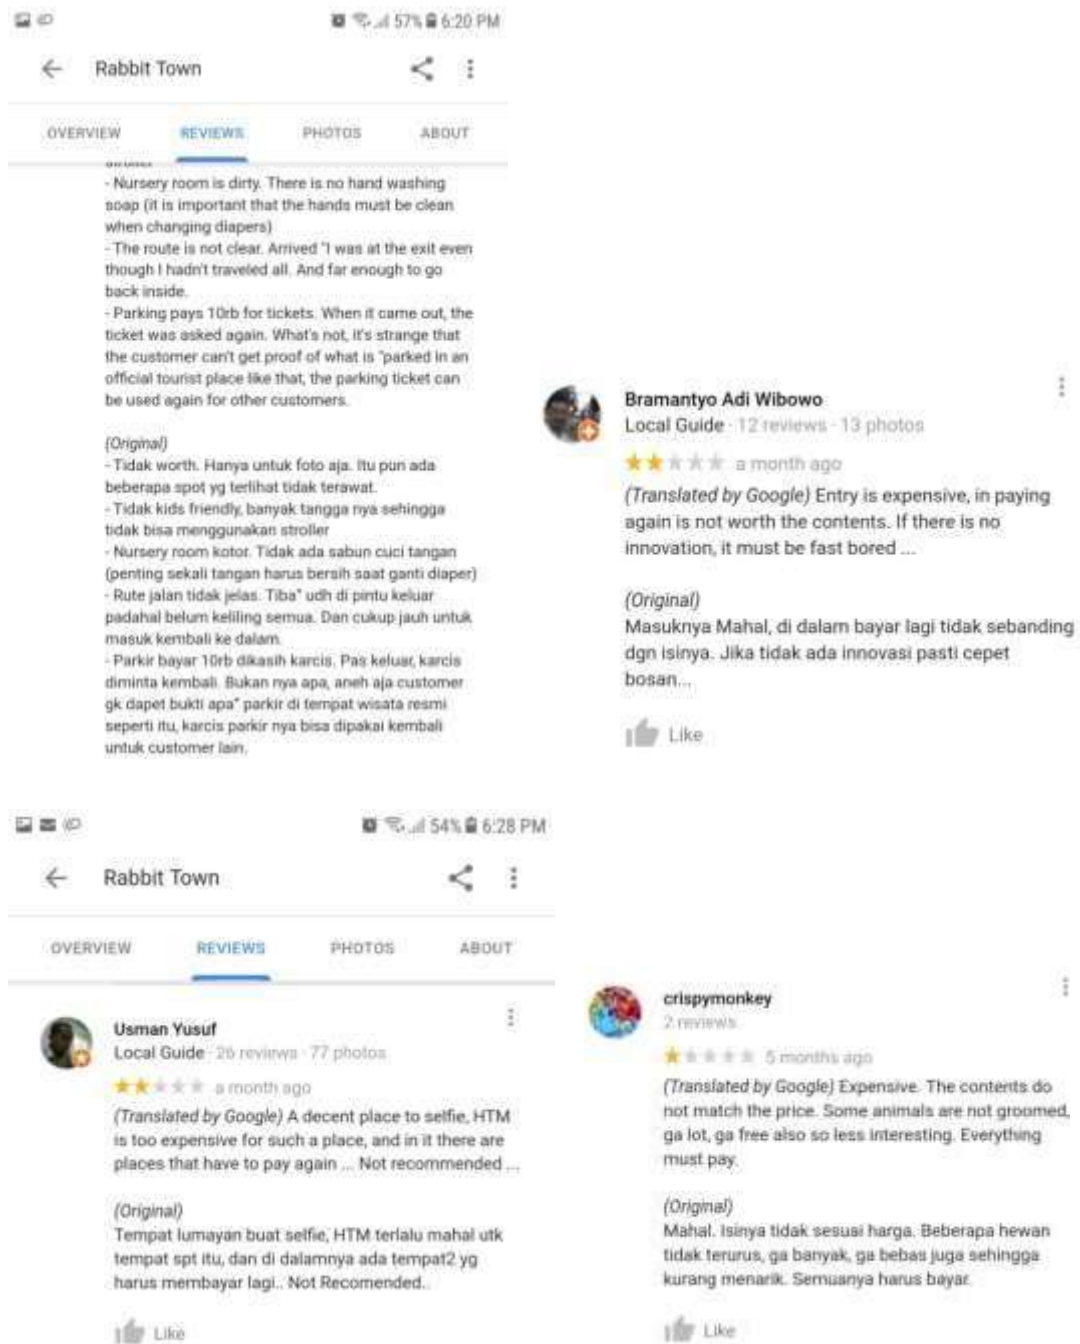 57% 6:20 PM
Rabbit Town
OVERVIEW REVIEWS PHOTOS ABOUT
- Nursery room is dirty. There is no hand washing
soap (it is important that the hands must be clean
when changing diapers)
- The route is not clear. Arrived "I was at the exit even
though I hadn't traveled all. And far enough to go
back inside.
- Parking pays 10rb for tickets. When it came out, the
ticket was asked again. What's not, it's strange that
the customer can't get proof of what is "parked in an
official tourist place like that, the parking ticket can
be used again for other customers.
(Original)
- Tidak worth. Hanya untuk foto aja. Itu pun ada
beberapa spot yg terlihat tidak terawat.
- Tidak kids friendly, banyak tangga nya sehingga
tidak bisa menggunakan stroller
- Nursery room kotor. Tidak ada sabun cuci tangan
(penting sekali tangan harus bersih saat ganti diaper)
- Rute jalan tidak jelas. Tiba" udh di pintu keluar
padahal belum keliling semua. Dan cukup jauh untuk
masuk kembali ke dalam.
- Parkir bayar 10rb dikasih karcis. Pas keluar, karcis
diminta kembali. Bukan nya apa, aneh aja customer
gk dapet bukti apa" parkir di tempat wisata resmi
seperti itu, karcis parkir nya bisa dipakai kembali
untuk customer lain.
Bramantyo Adi Wibowo
Local Guide · 12 reviews · 13 photos
a month ago
(Translated by Google) Entry is expensive, in paying
again is not worth the contents. If there is no
innovation, it must be fast bored ...
(Original)
Masuknya Mahal, di dalam bayar lagi tidak sebanding
dgn isinya. Jika tidak ada innovasi pasti cepet
bosan...
Like
54% 6:28 PM
Rabbit Town
OVERVIEW REVIEWS PHOTOS ABOUT
Usman Yusuf
Local Guide · 26 reviews · 77 photos
a month ago
(Translated by Google) A decent place to selfie, HTM
is too expensive for such a place, and in it there are
places that have to pay again ... Not recommended ...
(Original)
Tempat lumayan buat selfie, HTM terlalu mahal utk
tempat spt itu, dan di dalamnya ada tempat2 yg
harus membayar lagi.. Not Recomended.
Like
crispymonkey
2 reviews
5 months ago
(Translated by Google) Expensive. The contents do
not match the price. Some animals are not groomed,
ga lot, ga free also so less interesting. Everything
must pay.
(Original)
Mahal. Isinya tidak sesuai harga. Beberapa hewan
tidak terurus, ga banyak, ga bebas juga sehingga
kurang menarik. Semuanya harus bayar.
Like